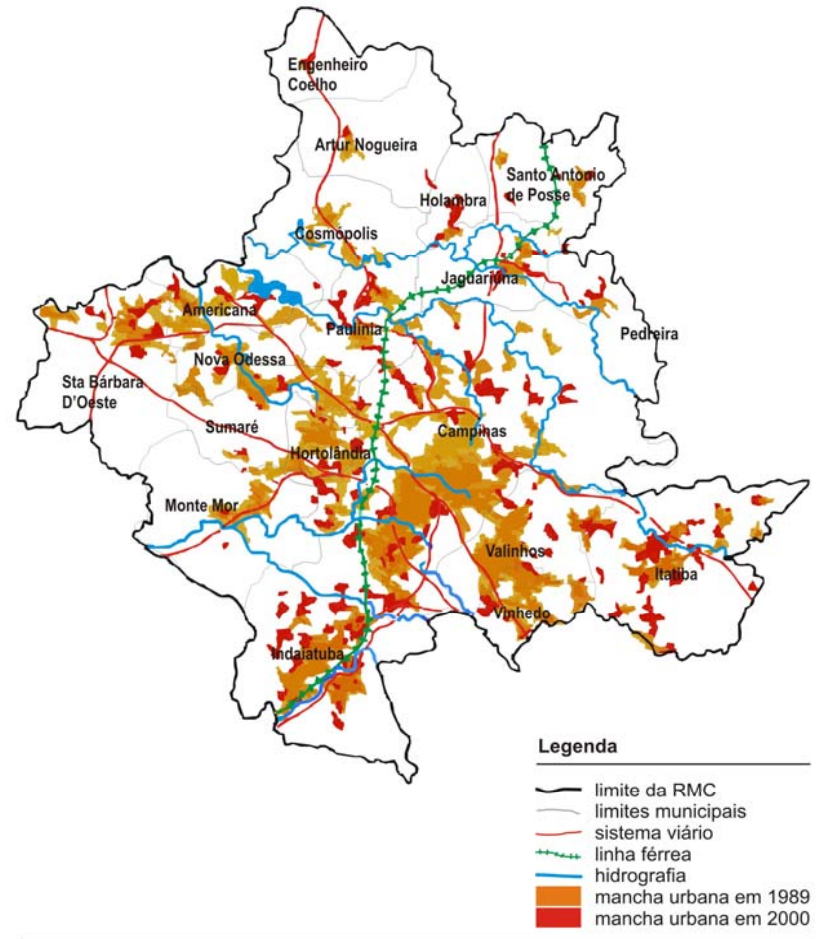 Engenheiro
Coelho
Artur Nogueira
Santo Antonio
de Posse
Holambra
Cosmópolis
Jaguariúna
Americana
Paulínia
Pedreira
Nova Odessa
Sta Bárbara
D'Oeste
Sumaré
Campinas
Hortolândia
Monte Mor
Valinhos
Itatiba
Vinhedo
Indaiatuba
Legenda
limite da RMC
limites municipais
sistema viário
linha férrea
hidrografia
mancha urbana em 1989
mancha urbana em 2000